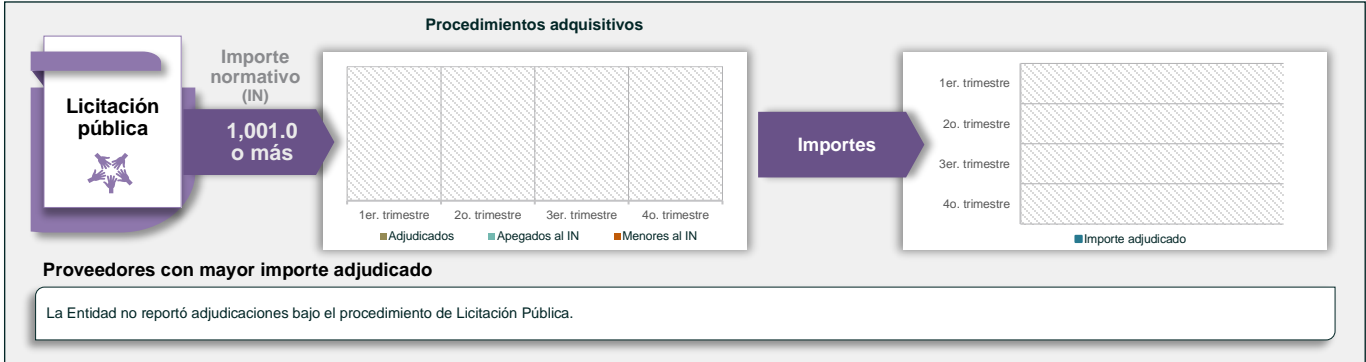 Procedimientos adquisitivos
Licitación
pública
Importe
normativo
(IN)
1,001.0
o más
1er. trimestre 2o. trimestre 3er. trimestre 4o. trimestre
Adjudicados Apegados al IN Menores al IN
Importes
1er. trimestre
2o. trimestre
3er. trimestre
4o. trimestre
Importe adjudicado
Proveedores con mayor importe adjudicado
La Entidad no reportó adjudicaciones bajo el procedimiento de Licitación Pública.